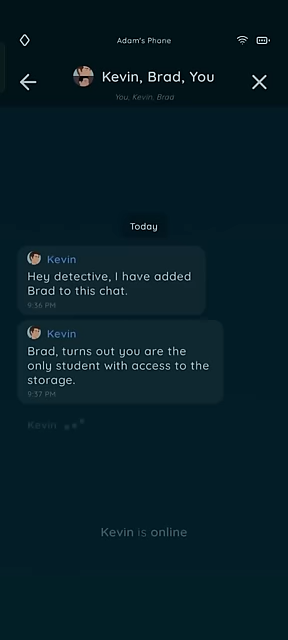 Adam's Phone
Kevin, Brad, You
You, Kevin, Brad
Today
Kevin
Hey detective, I have added
Brad to this chat.
9:36 PM
Kevin
Brad, turns out you are the
only student with access to the
storage.
9:37 PM
Kevin
Kevin is online